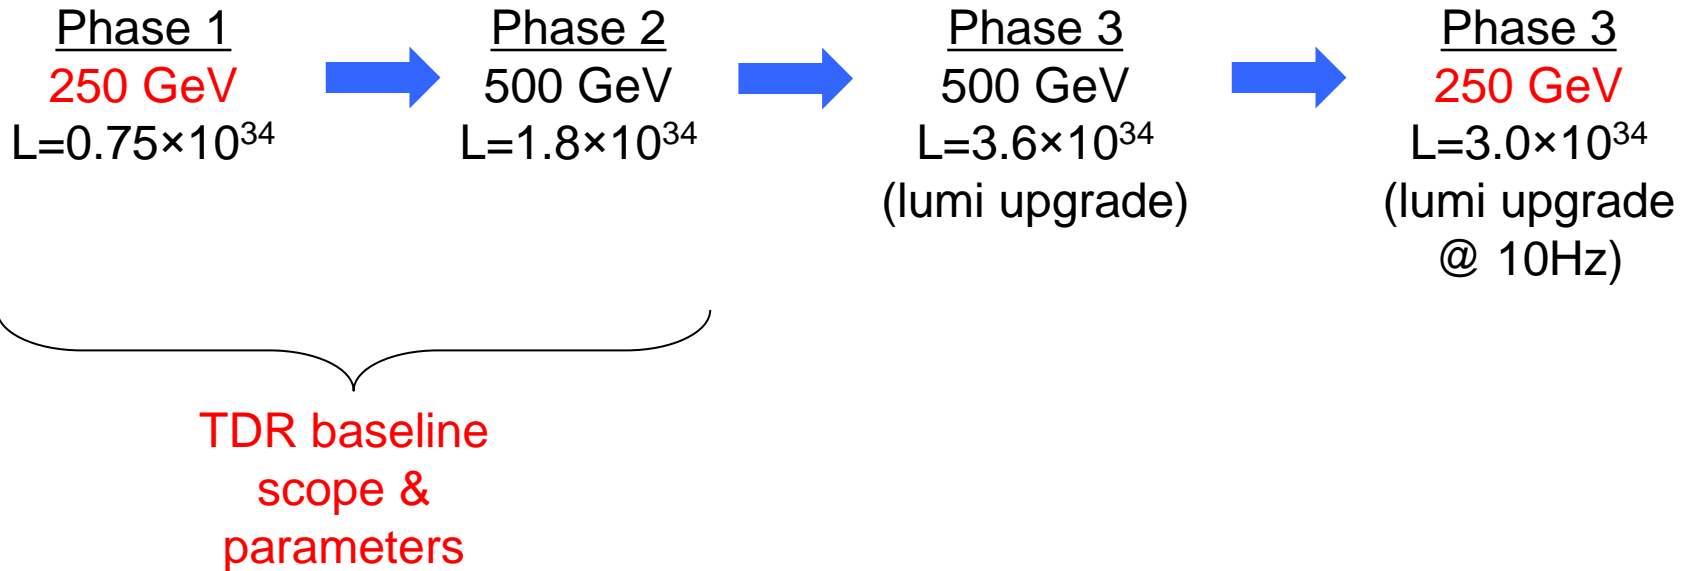 Phase 1
250 GeV
L=0.75×10³⁴
Phase 2
500 GeV
L=1.8×10³⁴
Phase 3
500 GeV
L=3.6×10³⁴
(lumi upgrade)
Phase 3
250 GeV
L=3.0×10³⁴
(lumi upgrade
@ 10Hz)
TDR baseline
scope &
parameters